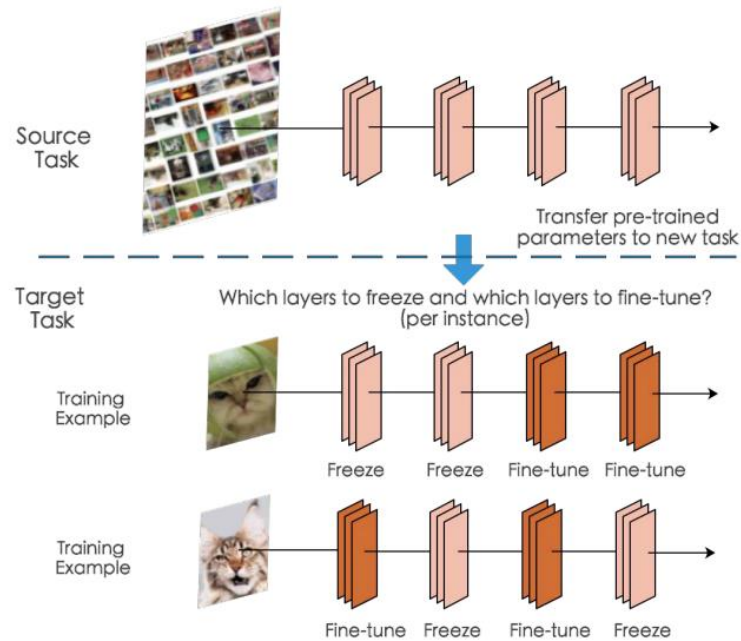 Source
Task
Transfer pre-trained
parameters to new task
Target
Task
Which layers to freeze and which layers to fine-tune?
(per instance)
Training
Example
Freeze
Freeze
Fine-tune
Fine-tune
Training
Example
Fine-tune
Freeze
Fine-tune
Freeze